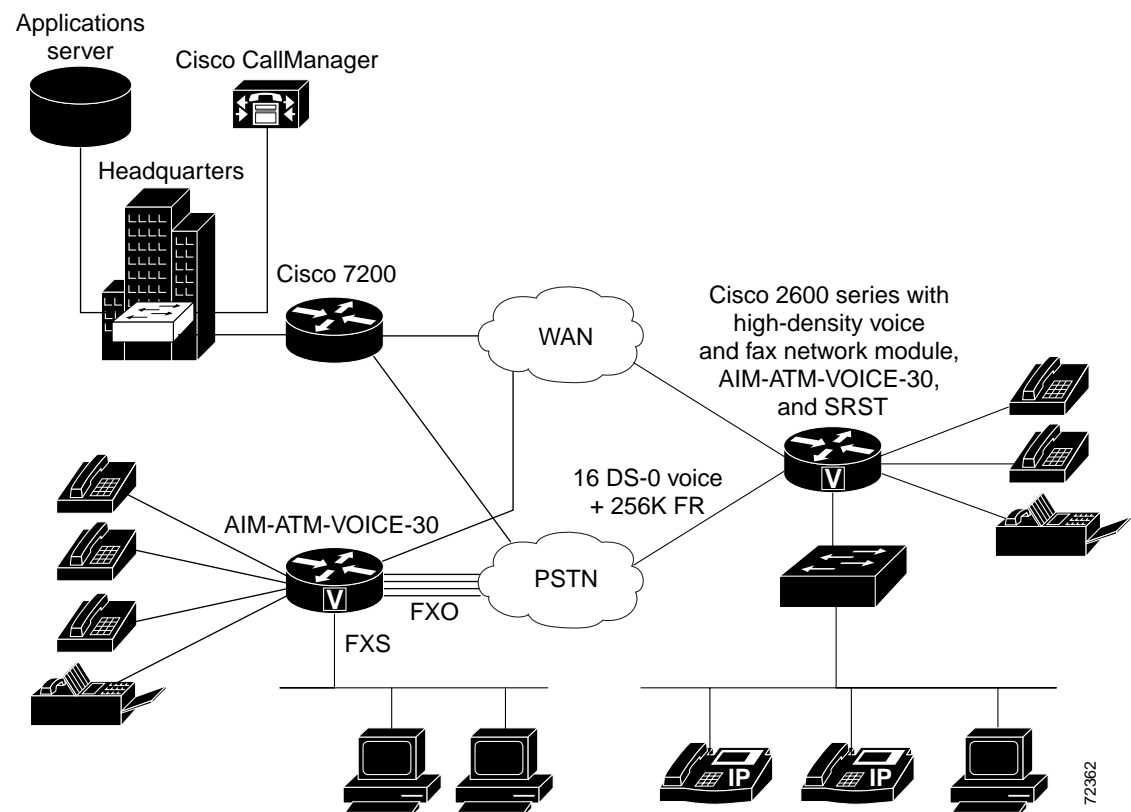 Applications
server
Cisco CallManager
Headquarters
Cisco 7200
WAN
Cisco 2600 series with
high-density voice
and fax network module,
AIM-ATM-VOICE-30,
and SRST
V
16 DS-0 voice
+ 256K FR
AIM-ATM-VOICE-30
V
PSTN
FXO
FXS
IP
IP
72362